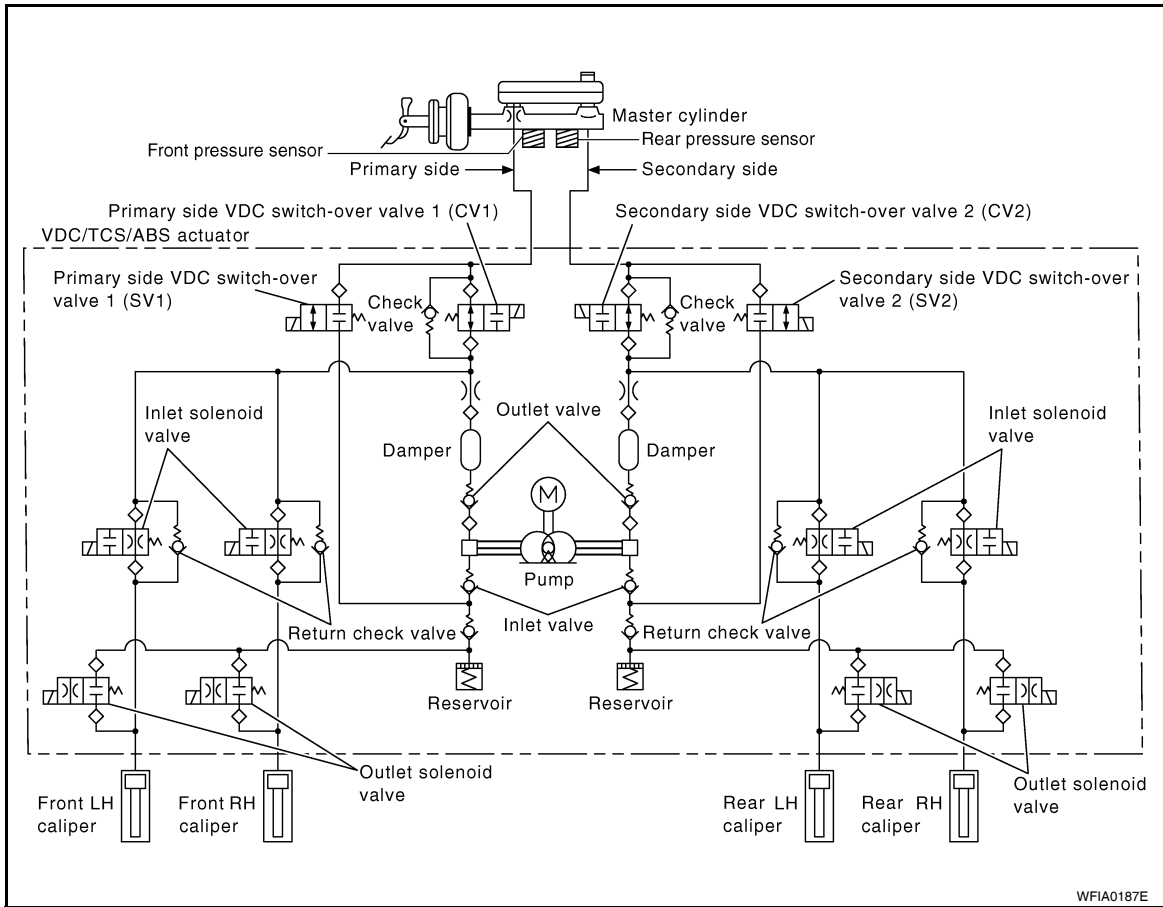 Master cylinder
Front pressure sensor
Rear pressure sensor
Primary side
Secondary side
Primary side VDC switch-over valve 1 (CV1)
Secondary side VDC switch-over valve 2 (CV2)
VDC/TCS/ABS actuator
Primary side VDC switch-over
valve 1 (SV1)
Check
valve
Check
valve
Secondary side VDC switch-over
valve 2 (SV2)
Inlet solenoid
valve
Outlet valve
Inlet solenoid
valve
Damper
Damper
M
Pump
Return check valve
Inlet valve
Return check valve
Reservoir
Reservoir
Outlet solenoid
valve
Outlet solenoid
valve
Front LH
caliper
Front RH
caliper
Rear LH
caliper
Rear RH
caliper
WFIA0187E